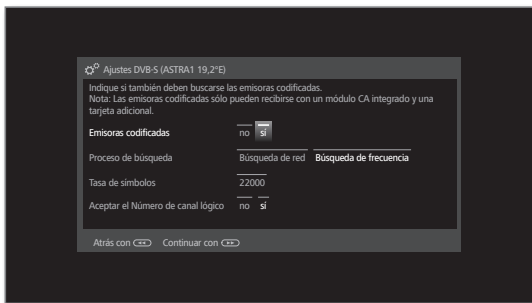 Ajustes DVB-S (ASTRA1 19,2°E)
Indique si también deben buscarse las emisoras codificadas.
Nota: Las emisoras codificadas sólo pueden recibirse con un módulo CA integrado y una
tarjeta adicional.
Emisoras codificadas no sí
Proceso de búsqueda Búsqueda de red Búsqueda de frecuencia
Tasa de símbolos 22000
Aceptar el Número de canal lógico no sí
Atrás con Continuar con